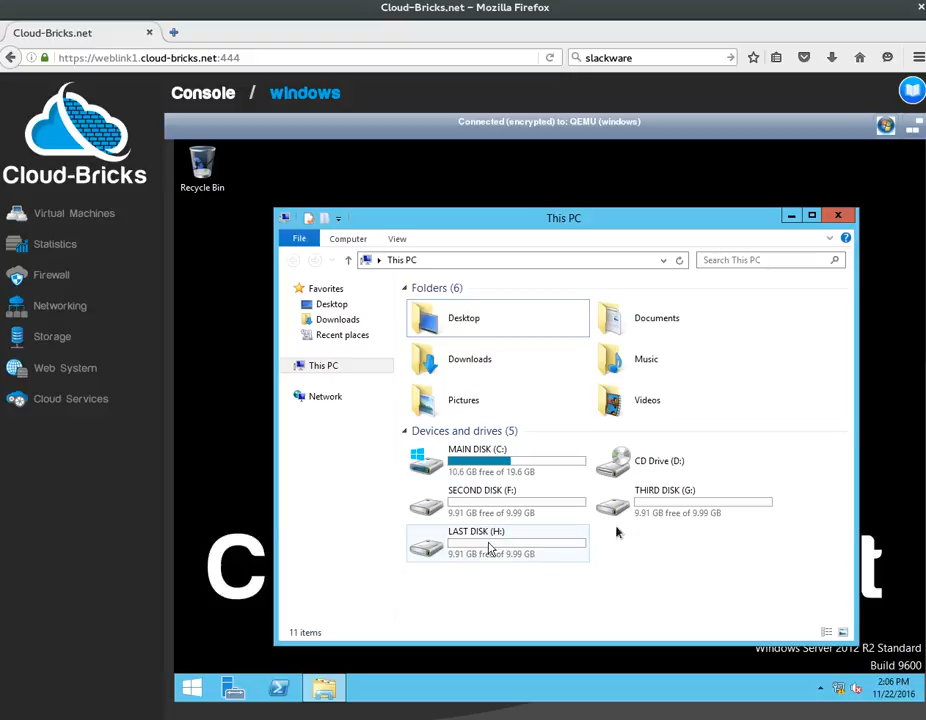 Cloud-Bricks.net - Mozilla Firefox
Cloud-Bricks.net
https://weblink1.cloud-bricks.net:444
slackware
Console / windows
Connected (encrypted) to: QEMU (windows)
Cloud-Bricks
Virtual Machines
Statistics
Firewall
Networking
Storage
Web System
Cloud Services
Recycle Bin
This PC
File
Computer
View
This PC
Search This PC
Favorites
Desktop
Downloads
Recent places
This PC
Network
Folders (6)
Desktop
Documents
Downloads
Music
Pictures
Videos
Devices and drives (5)
MAIN DISK (C:)
10.6 GB free of 19.6 GB
CD Drive (D:)
SECOND DISK (F:)
9.91 GB free of 9.99 GB
THIRD DISK (G:)
9.91 GB free of 9.99 GB
LAST DISK (H:)
9.91 GB free of 9.99 GB
11 items
C
t
Windows Server 2012 R2 Standard
Build 9600
2:06 PM
11/22/2016